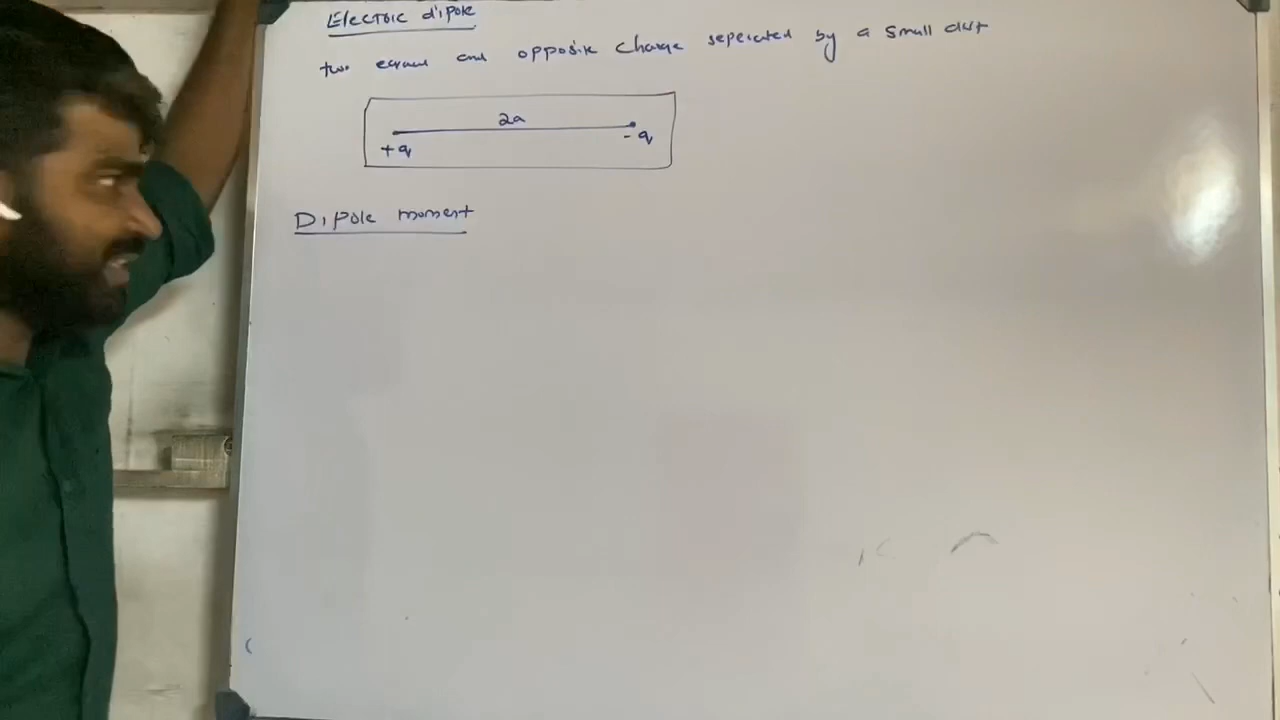 Electric dipole
two equal and opposite charge seperated by a small dist
2a
+q
-q
Dipole moment